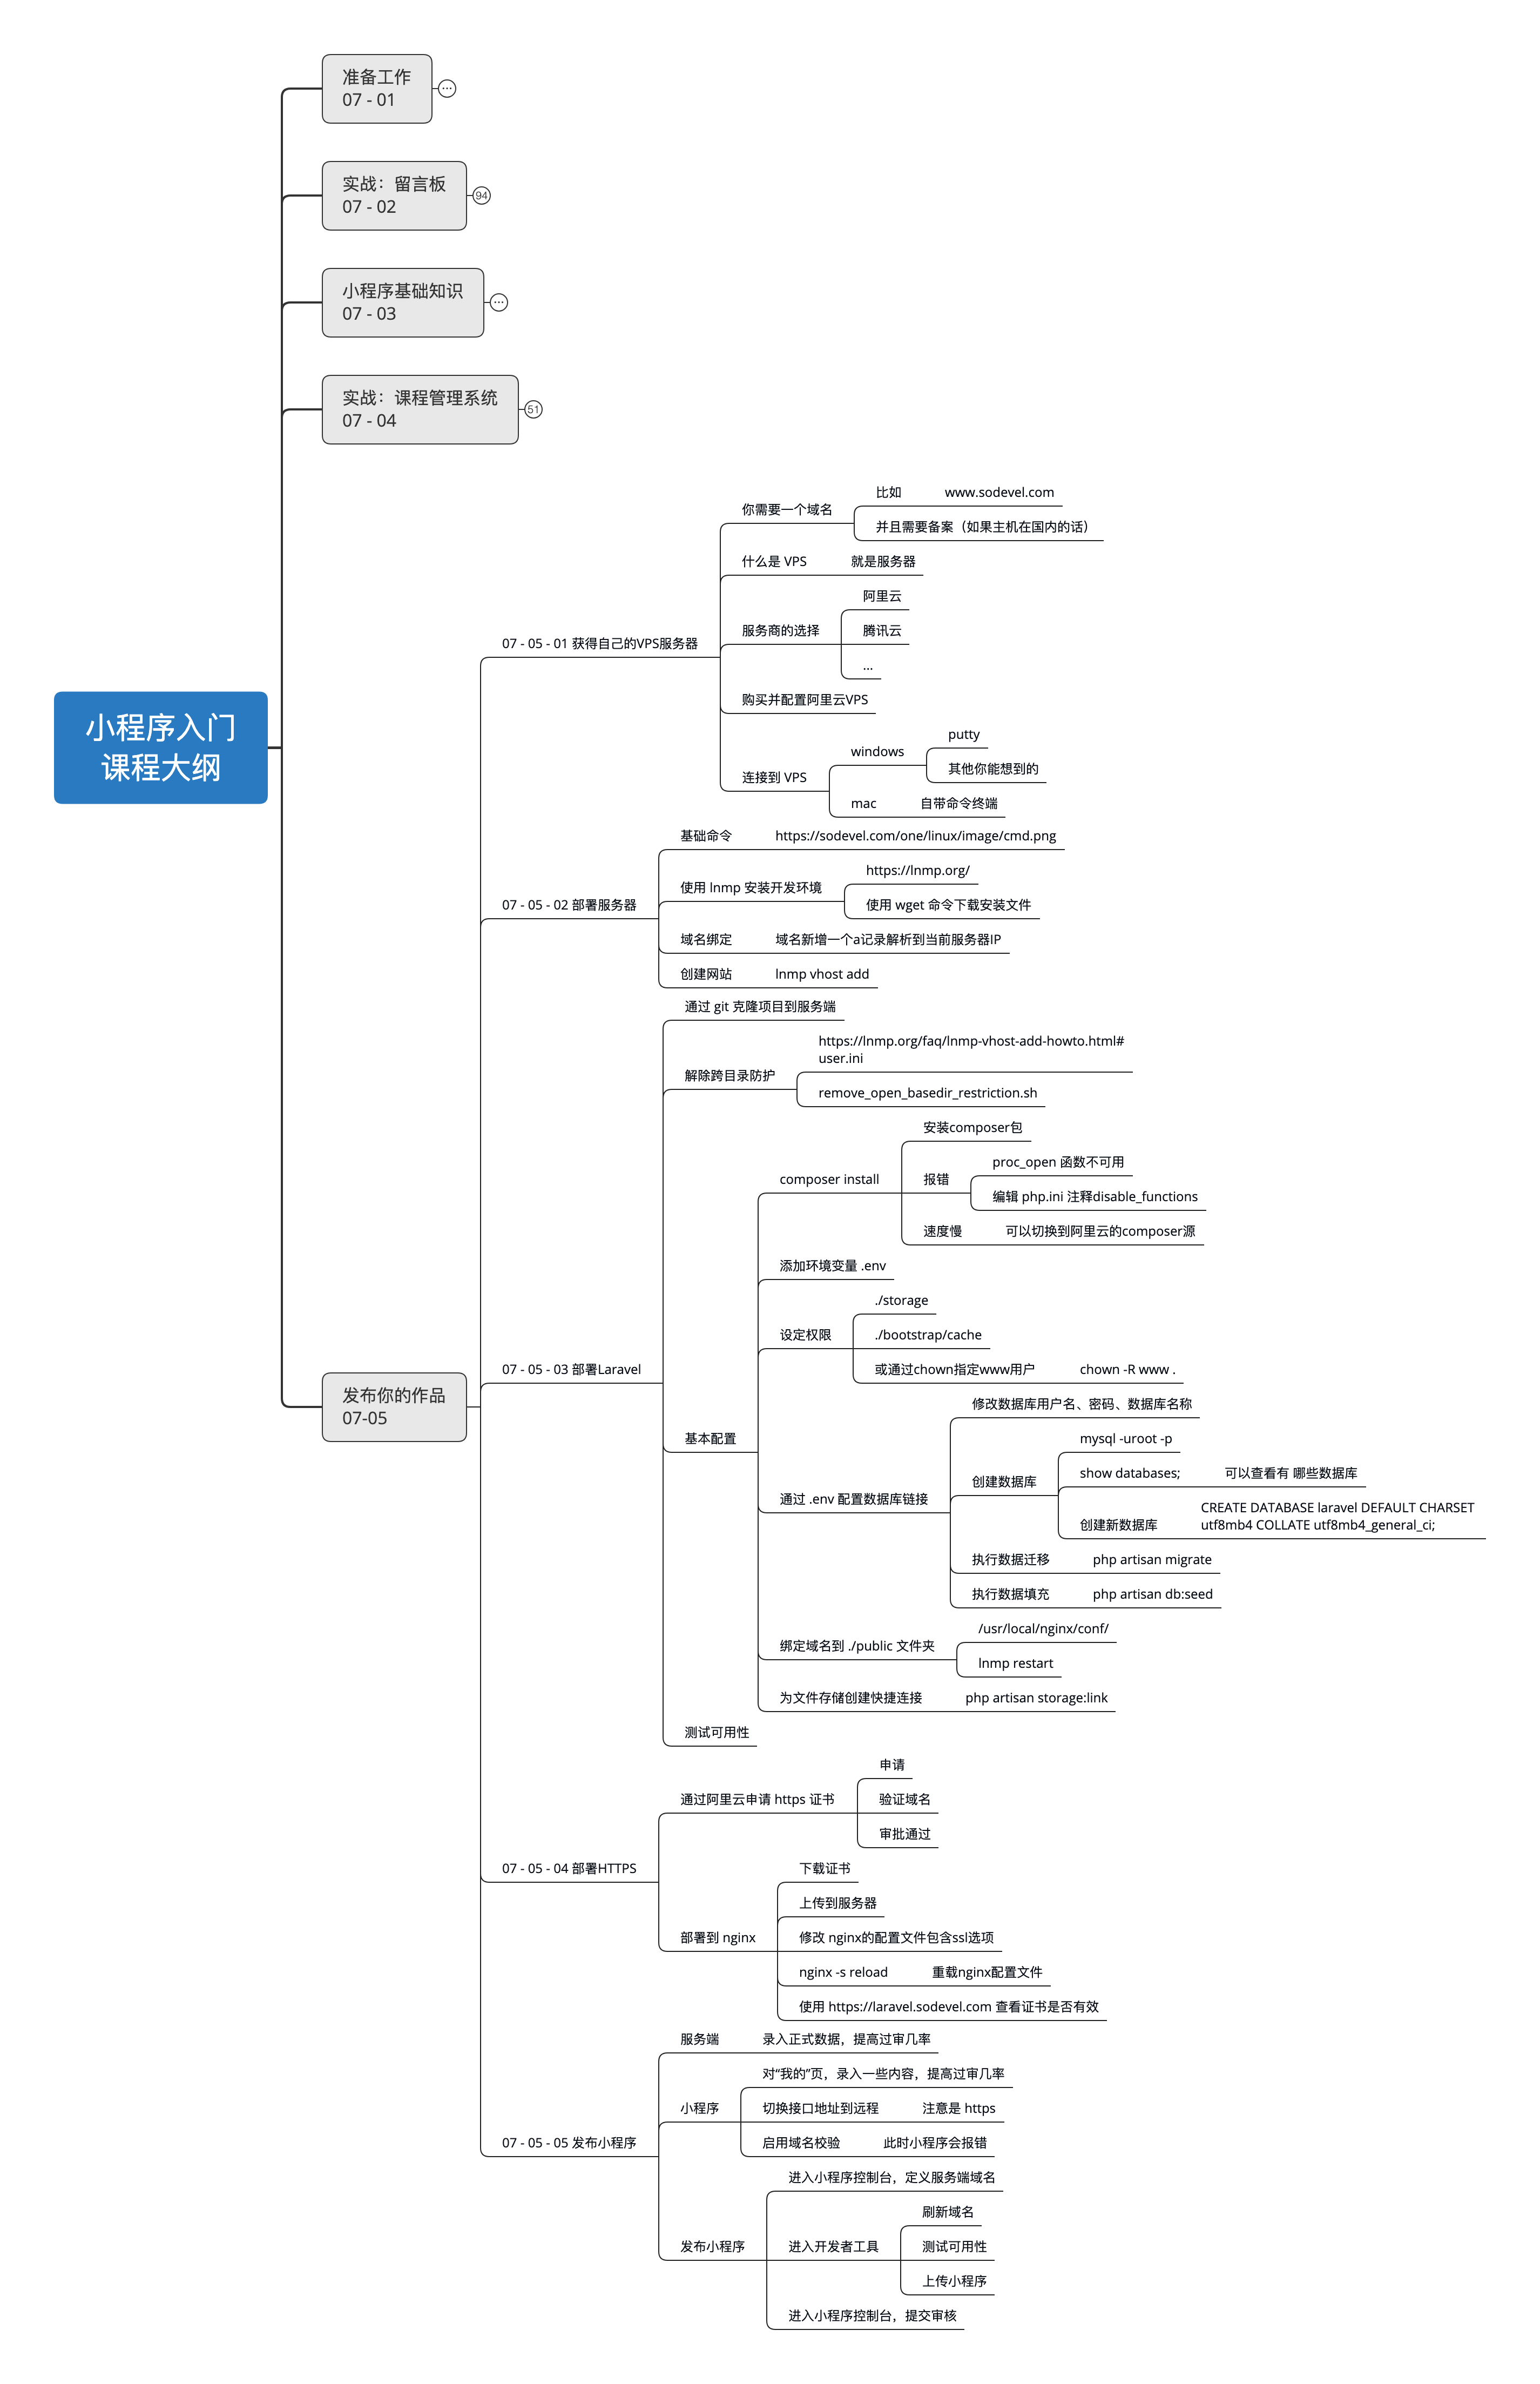 准备工作
07 - 01
...
实战：留言板
07 - 02
94
小程序基础知识
07 - 03
...
实战：课程管理系统
07 - 04
51
小程序入门
课程大纲
发布你的作品
07-05
07 - 05 - 01 获得自己的VPS服务器
你需要一个域名
比如
www.sodevel.com
并且需要备案（如果主机在国内的话）
什么是 VPS
就是服务器
服务商的选择
阿里云
腾讯云
...
购买并配置阿里云VPS
连接到 VPS
windows
putty
其他你能想到的
mac
自带命令终端
07 - 05 - 02 部署服务器
基础命令
https://sodevel.com/one/linux/image/cmd.png
使用 lnmp 安装开发环境
https://lnmp.org/
使用 wget 命令下载安装文件
域名绑定
域名新增一个a记录解析到当前服务器IP
创建网站
lnmp vhost add
07 - 05 - 03 部署Laravel
通过 git 克隆项目到服务端
解除跨目录防护
https://lnmp.org/faq/lnmp-vhost-add-howto.html#
user.ini
remove_open_basedir_restriction.sh
基本配置
composer install
安装composer包
报错
proc_open 函数不可用
编辑 php.ini 注释disable_functions
速度慢
可以切换到阿里云的composer源
添加环境变量 .env
设定权限
./storage
./bootstrap/cache
或通过chown指定www用户
chown -R www .
通过 .env 配置数据库链接
修改数据库用户名、密码、数据库名称
创建数据库
mysql -uroot -p
show databases;
可以查看有 哪些数据库
创建新数据库
CREATE DATABASE laravel DEFAULT CHARSET
utf8mb4 COLLATE utf8mb4_general_ci;
执行数据迁移
php artisan migrate
执行数据填充
php artisan db:seed
绑定域名到 ./public 文件夹
/usr/local/nginx/conf/
lnmp restart
为文件存储创建快捷连接
php artisan storage:link
测试可用性
07 - 05 - 04 部署HTTPS
通过阿里云申请 https 证书
申请
验证域名
审批通过
部署到 nginx
下载证书
上传到服务器
修改 nginx的配置文件包含ssl选项
nginx -s reload
重载nginx配置文件
使用 https://laravel.sodevel.com 查看证书是否有效
07 - 05 - 05 发布小程序
服务端
录入正式数据，提高过审几率
小程序
对“我的”页，录入一些内容，提高过审几率
切换接口地址到远程
注意是 https
启用域名校验
此时小程序会报错
发布小程序
进入小程序控制台，定义服务端域名
进入开发者工具
刷新域名
测试可用性
上传小程序
进入小程序控制台，提交审核